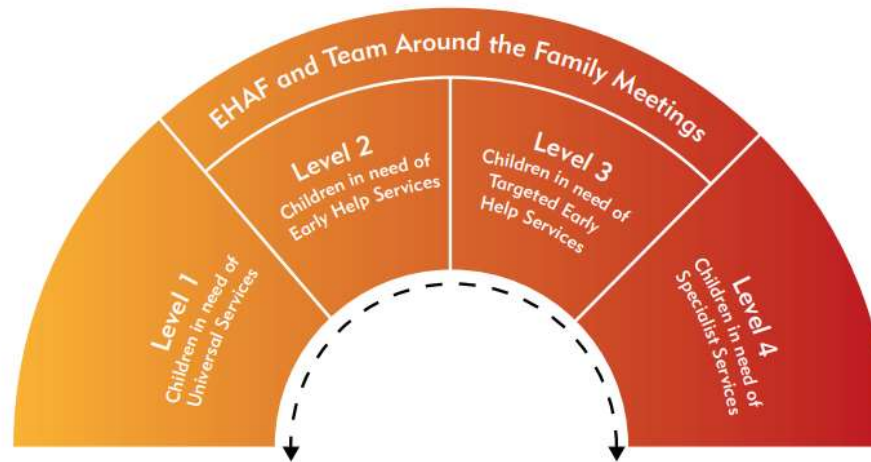 EHAF and Team Around the Family Meetings
Level 1
Children in need of
Universal Services
Level 2
Children in need of
Early Help Services
Level 3
Children in need of
Targeted Early
Help Services
Level 4
Children in need of
Specialist Services